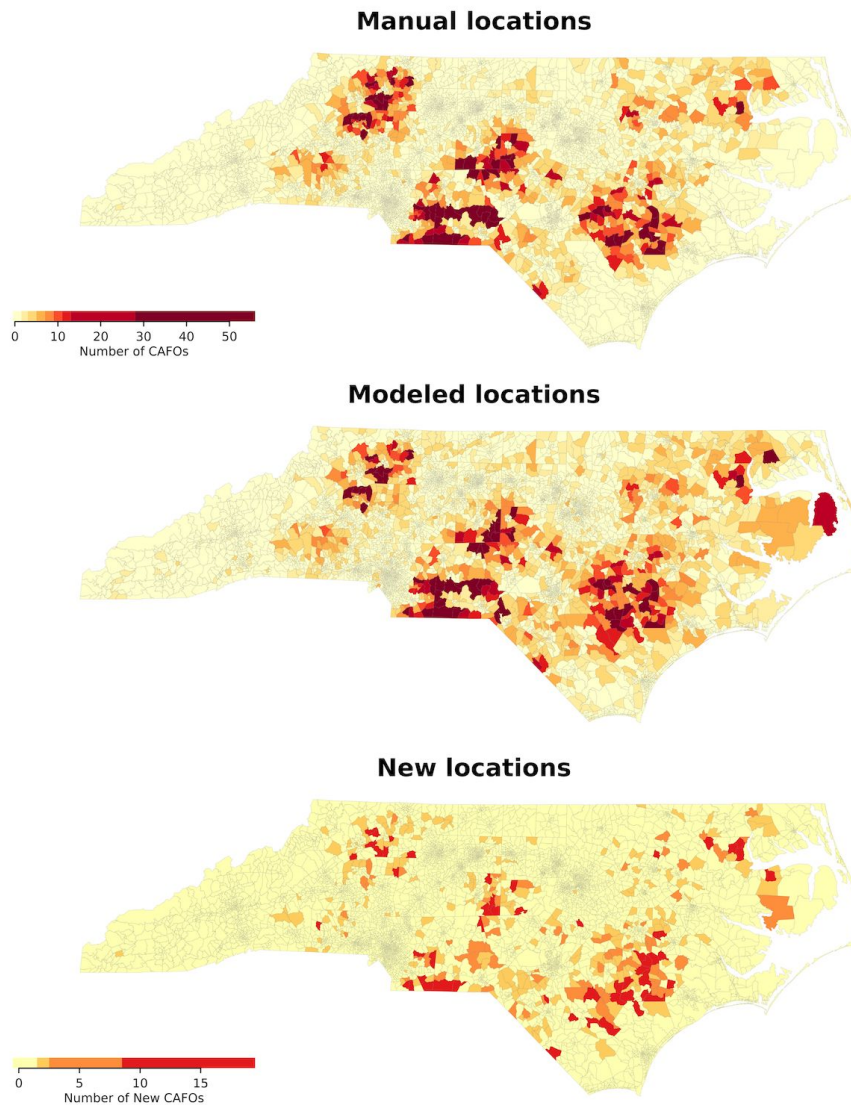 Manual locations
0 10 20 30 40 50
Number of CAFOs
Modeled locations
New locations
0 5 10 15
Number of New CAFOs